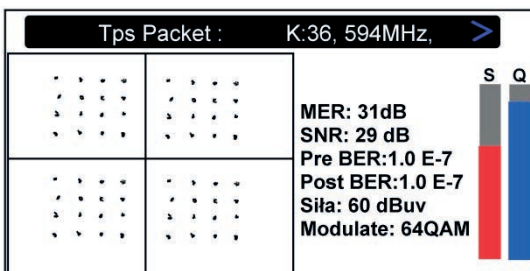 Tps Packet : K:36, 594MHz, >
S Q
MER: 31dB
SNR: 29 dB
Pre BER:1.0 E-7
Post BER:1.0 E-7
Siła: 60 dBuv
Modulate: 64QAM